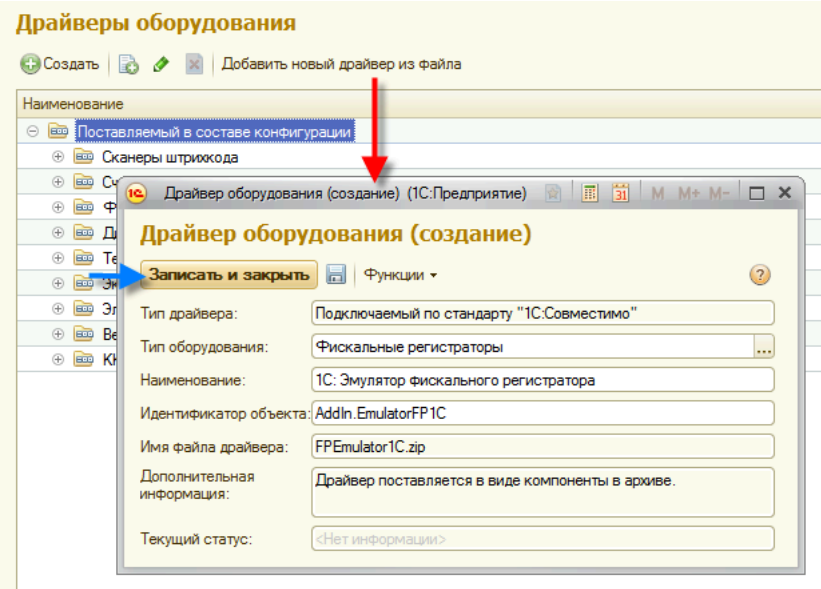 Драйверы оборудования
Создать Добавить новый драйвер из файла
Наименование
Поставляемый в составе конфигурации
Сканеры штрихкода
Драйвер оборудования (создание) (1С:Предприятие) 31 M M+ M-
Драйвер оборудования (создание)
Записать и закрыть Функции ?
Тип драйвера: Подключаемый по стандарту "1С:Совместимо"
Тип оборудования: Фискальные регистраторы ...
Наименование: 1С: Эмулятор фискального регистратора
Идентификатор объекта: AddIn.EmulatorFP1C
Имя файла драйвера: FPEmulator1C.zip
Дополнительная
информация: Драйвер поставляется в виде компоненты в архиве.
Текущий статус: <Нет информации>